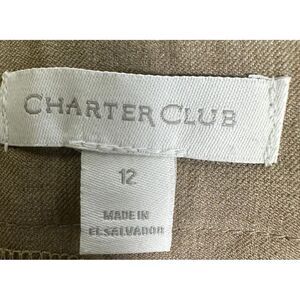 CHARTER CLUB
12
MADE IN
EL SALVADOR